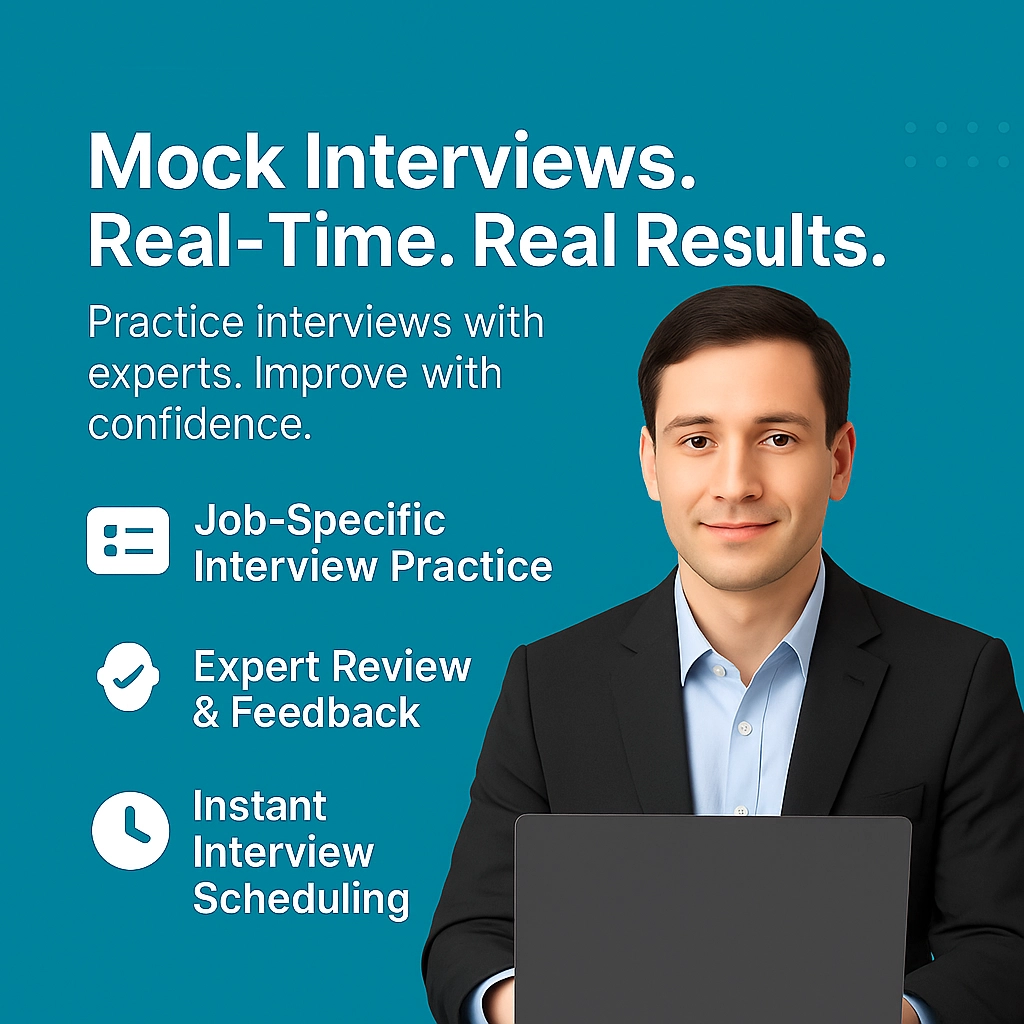 Mock Interviews.
Real-Time. Real Results.
Practice interviews with
experts. Improve with
confidence.
Job-Specific
Interview Practice
Expert Review
& Feedback
Instant
Interview
Scheduling